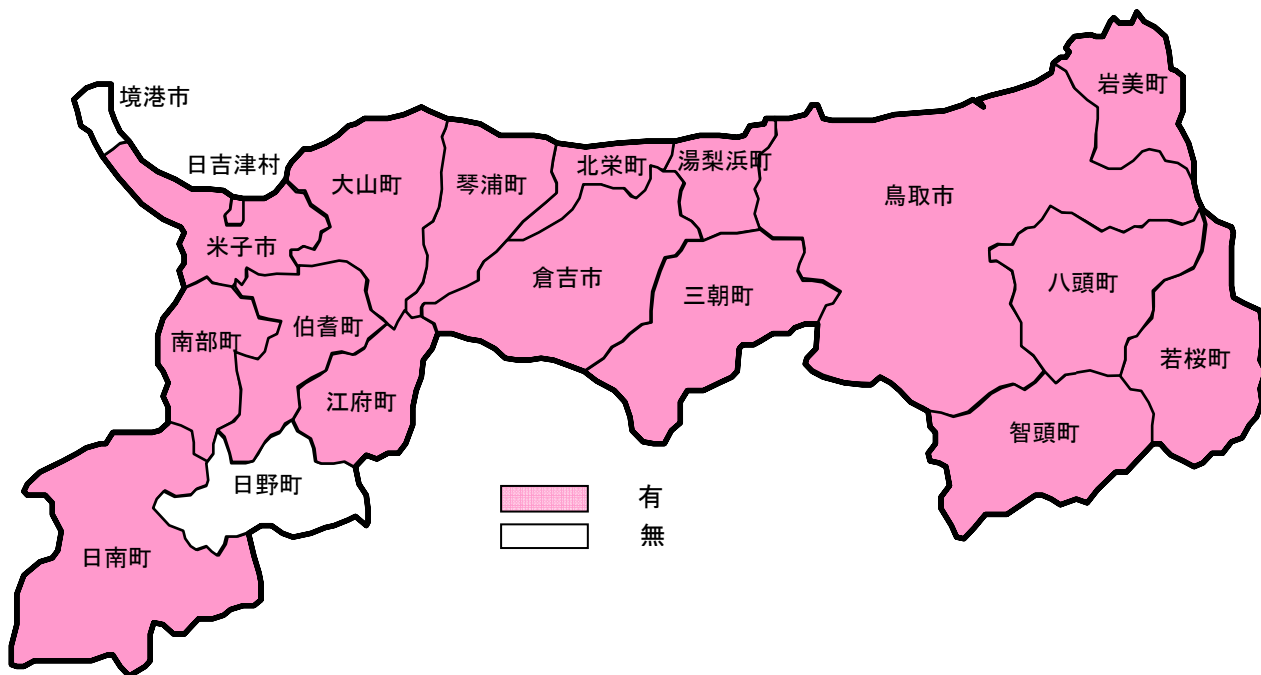 岩美町
境港市
日吉津村
大山町
琴浦町
北栄町
湯梨浜町
鳥取市
米子市
倉吉市
三朝町
八頭町
南部町
伯耆町
若桜町
江府町
智頭町
日野町
有
無
日南町